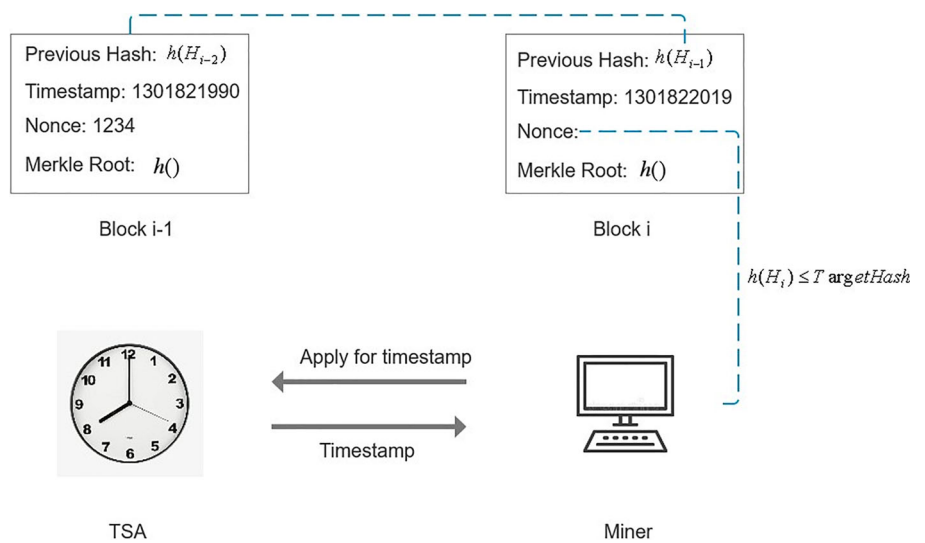 Previous Hash: h(H_{i-2})
Timestamp: 1301821990
Nonce: 1234
Merkle Root: h()
Block i-1
Previous Hash: h(H_{i-1})
Timestamp: 1301822019
Nonce:
Merkle Root: h()
Block i
h(H_i) ≤ T argetHash
12
1
2
3
4
5
6
7
8
9
10
11
Apply for timestamp
Timestamp
TSA
Miner